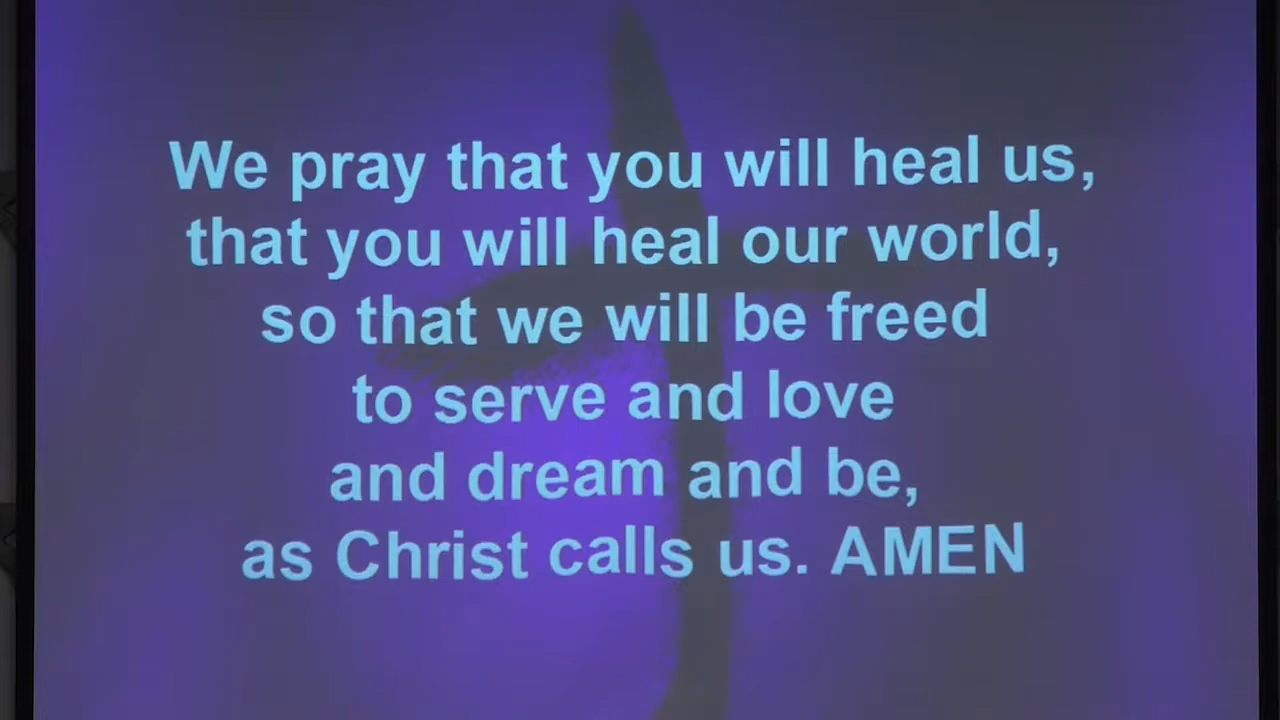 We pray that you will heal us,
that you will heal our world,
so that we will be freed
to serve and love
and dream and be,
as Christ calls us. AMEN